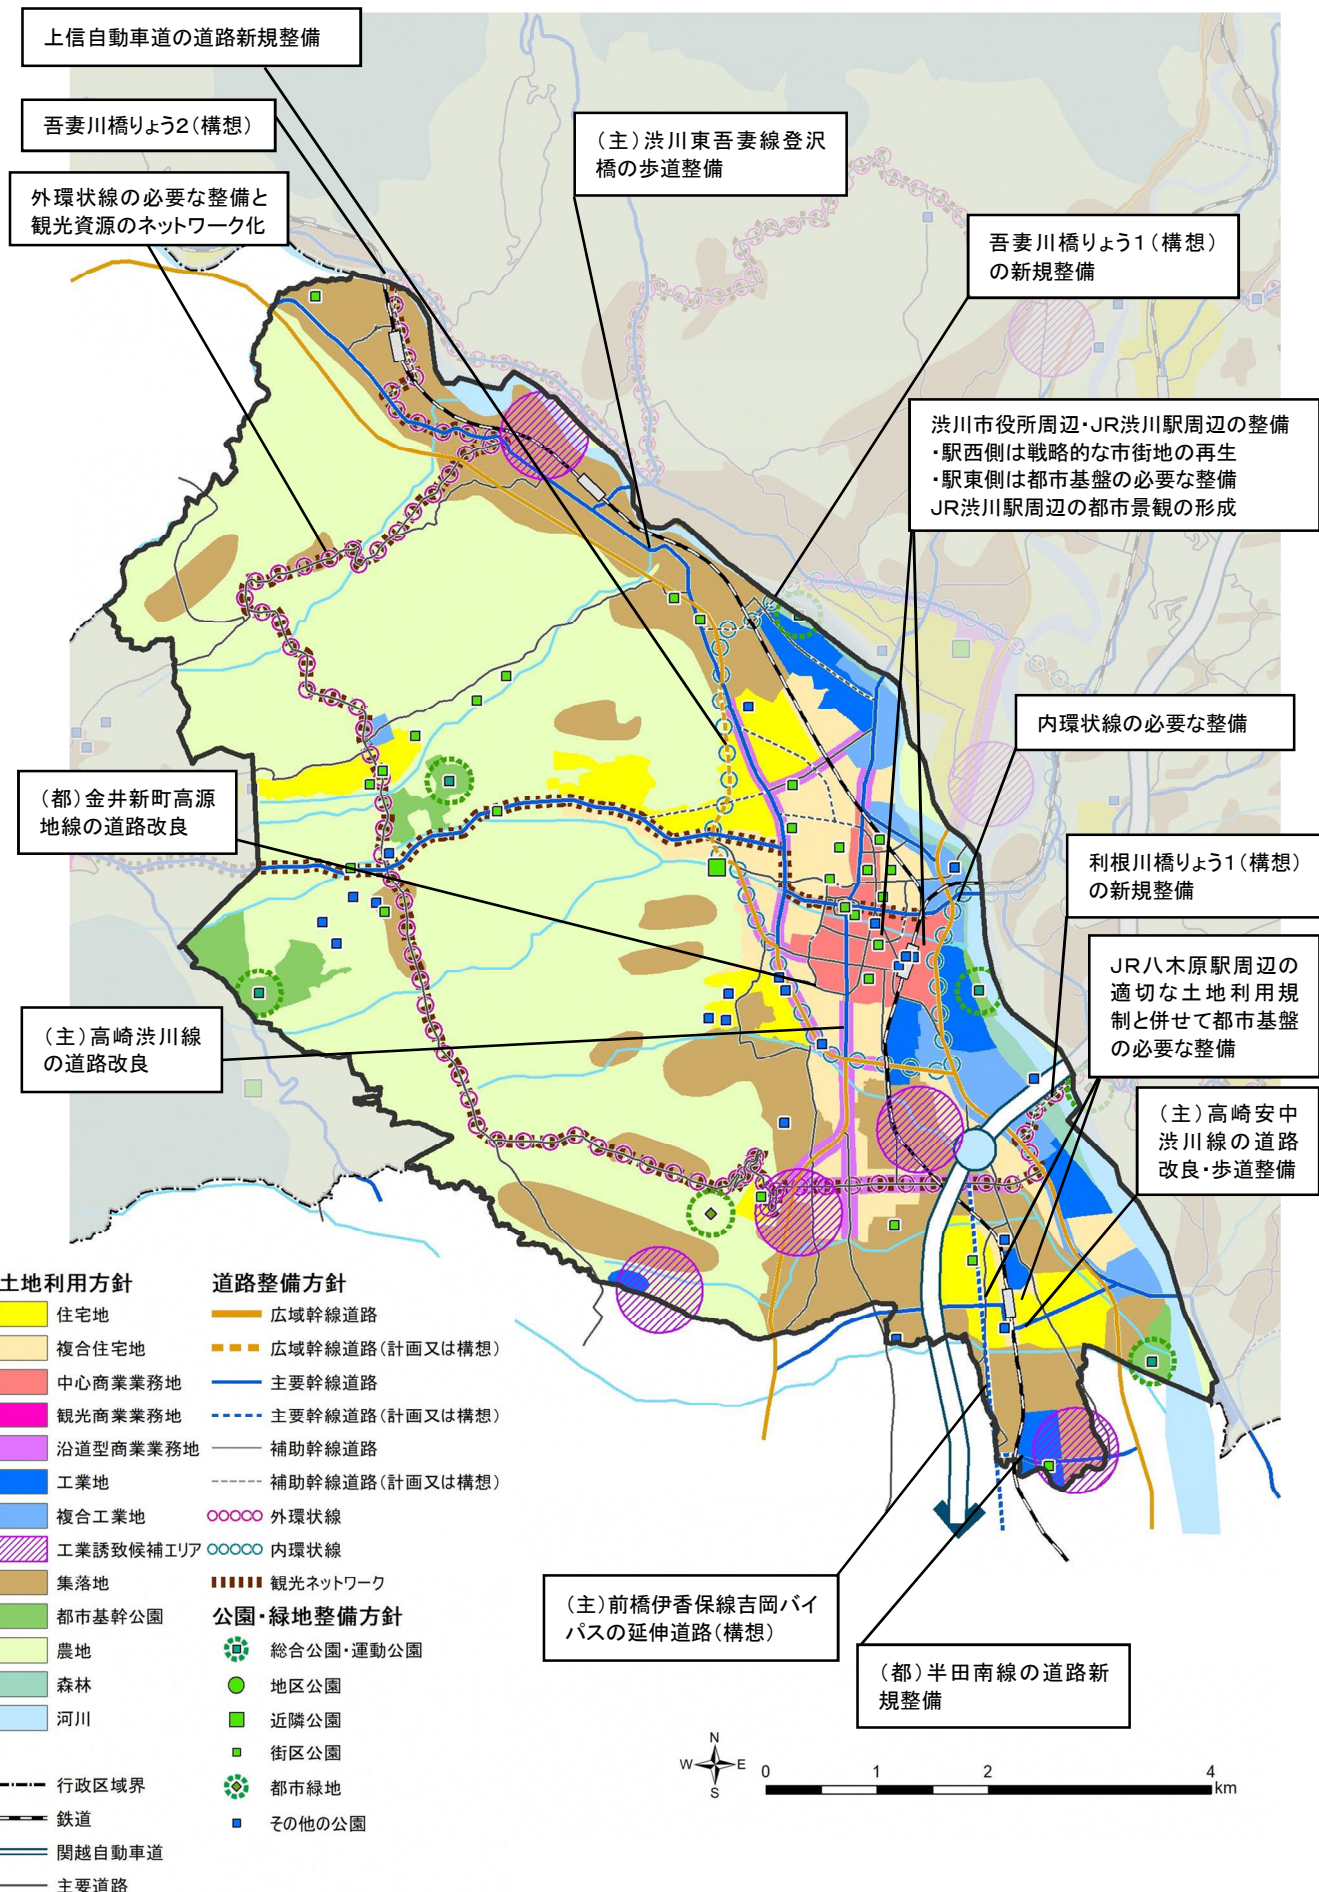 上信自動車道の道路新規整備
吾妻川橋りょう2(構想)
外環状線の必要な整備と
観光資源のネットワーク化
(主)渋川東吾妻線登沢
橋の歩道整備
吾妻川橋りょう1(構想)
の新規整備
渋川市役所周辺・JR渋川駅周辺の整備
・駅西側は戦略的な市街地の再生
・駅東側は都市基盤の必要な整備
JR渋川駅周辺の都市景観の形成
内環状線の必要な整備
(都)金井新町高源
地線の道路改良
利根川橋りょう1(構想)
の新規整備
JR八木原駅周辺の
適切な土地利用規
制と併せて都市基盤
の必要な整備
(主)高崎渋川線
の道路改良
(主)高崎安中
渋川線の道路
改良・歩道整備
(主)前橋伊香保線吉岡バイ
パスの延伸道路(構想)
(都)半田南線の道路新
規整備
土地利用方針
住宅地
複合住宅地
中心商業業務地
観光商業業務地
沿道型商業業務地
工業地
複合工業地
工業誘致候補エリア
集落地
都市基幹公園
農地
森林
河川
行政区域界
鉄道
関越自動車道
主要道路
道路整備方針
広域幹線道路
広域幹線道路(計画又は構想)
主要幹線道路
主要幹線道路(計画又は構想)
補助幹線道路
補助幹線道路(計画又は構想)
外環状線
内環状線
観光ネットワーク
公園・緑地整備方針
総合公園・運動公園
地区公園
近隣公園
街区公園
都市緑地
その他の公園
N
W E
S
0 1 2 4
km